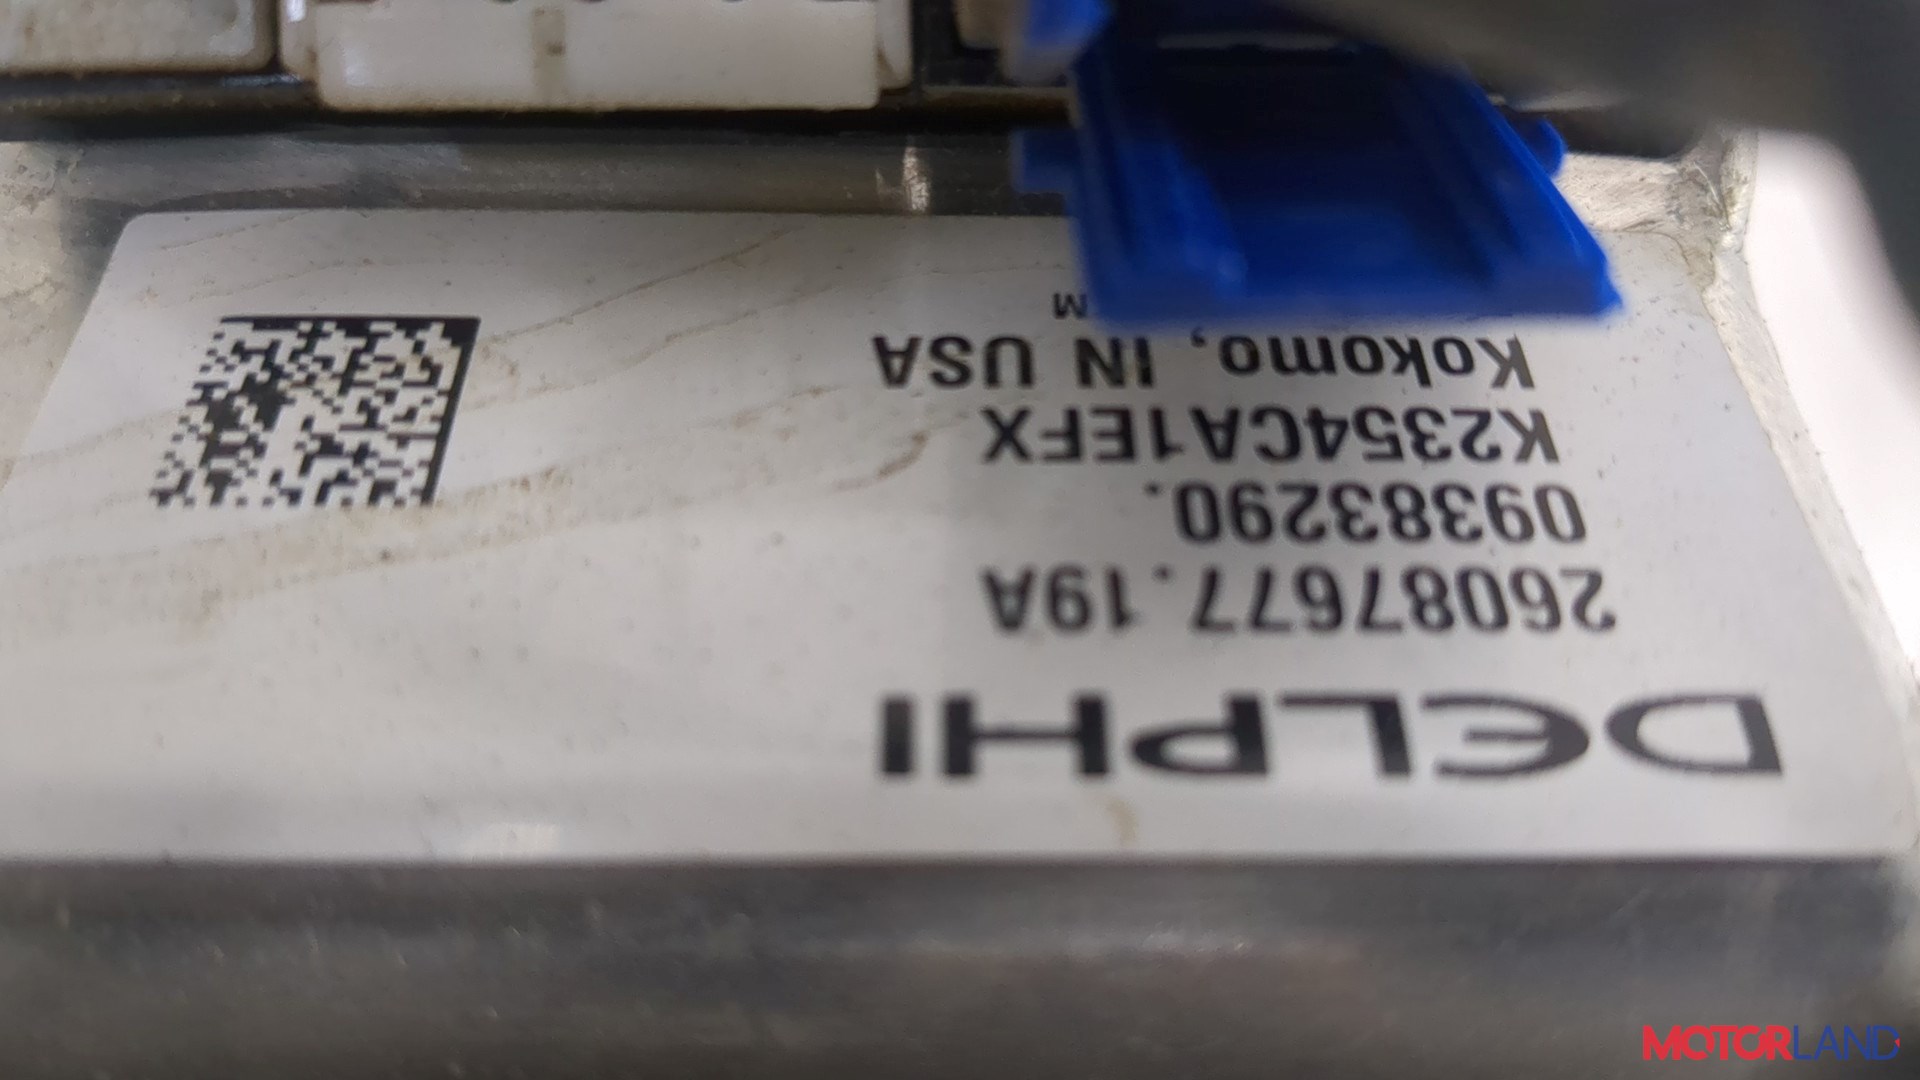 DELPHI
26087677.19A
09383290.
K2354CA1EFX
Kokomo, IN USA
M
MOTORLAND